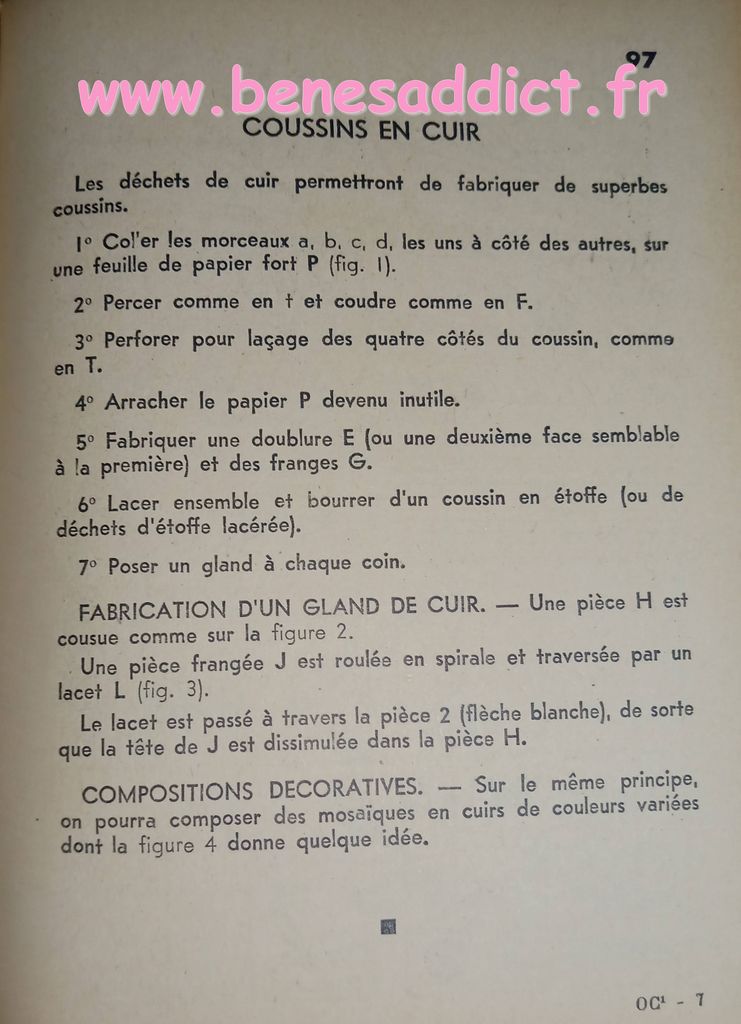 97
www.benesaddict.fr
COUSSINS EN CUIR
Les déchets de cuir permettront de fabriquer de superbes
coussins.
1° Coller les morceaux a, b, c, d, les uns à côté des autres, sur
une feuille de papier fort P (fig. 1).
2° Percer comme en t et coudre comme en F.
3° Perforer pour laçage des quatre côtés du coussin, comme
en T.
4° Arracher le papier P devenu inutile.
5° Fabriquer une doublure E (ou une deuxième face semblable
à la première) et des franges G.
6° Lacer ensemble et bourrer d'un coussin en étoffe (ou de
déchets d'étoffe lacérée).
7° Poser un gland à chaque coin.
FABRICATION D'UN GLAND DE CUIR. — Une pièce H est
cousue comme sur la figure 2.
Une pièce frangée J est roulée en spirale et traversée par un
lacet L (fig. 3).
Le lacet est passé à travers la pièce 2 (flèche blanche), de sorte
que la tête de J est dissimulée dans la pièce H.
COMPOSITIONS DECORATIVES. — Sur le même principe,
on pourra composer des mosaïques en cuirs de couleurs variées
dont la figure 4 donne quelque idée.
OC¹ - 7